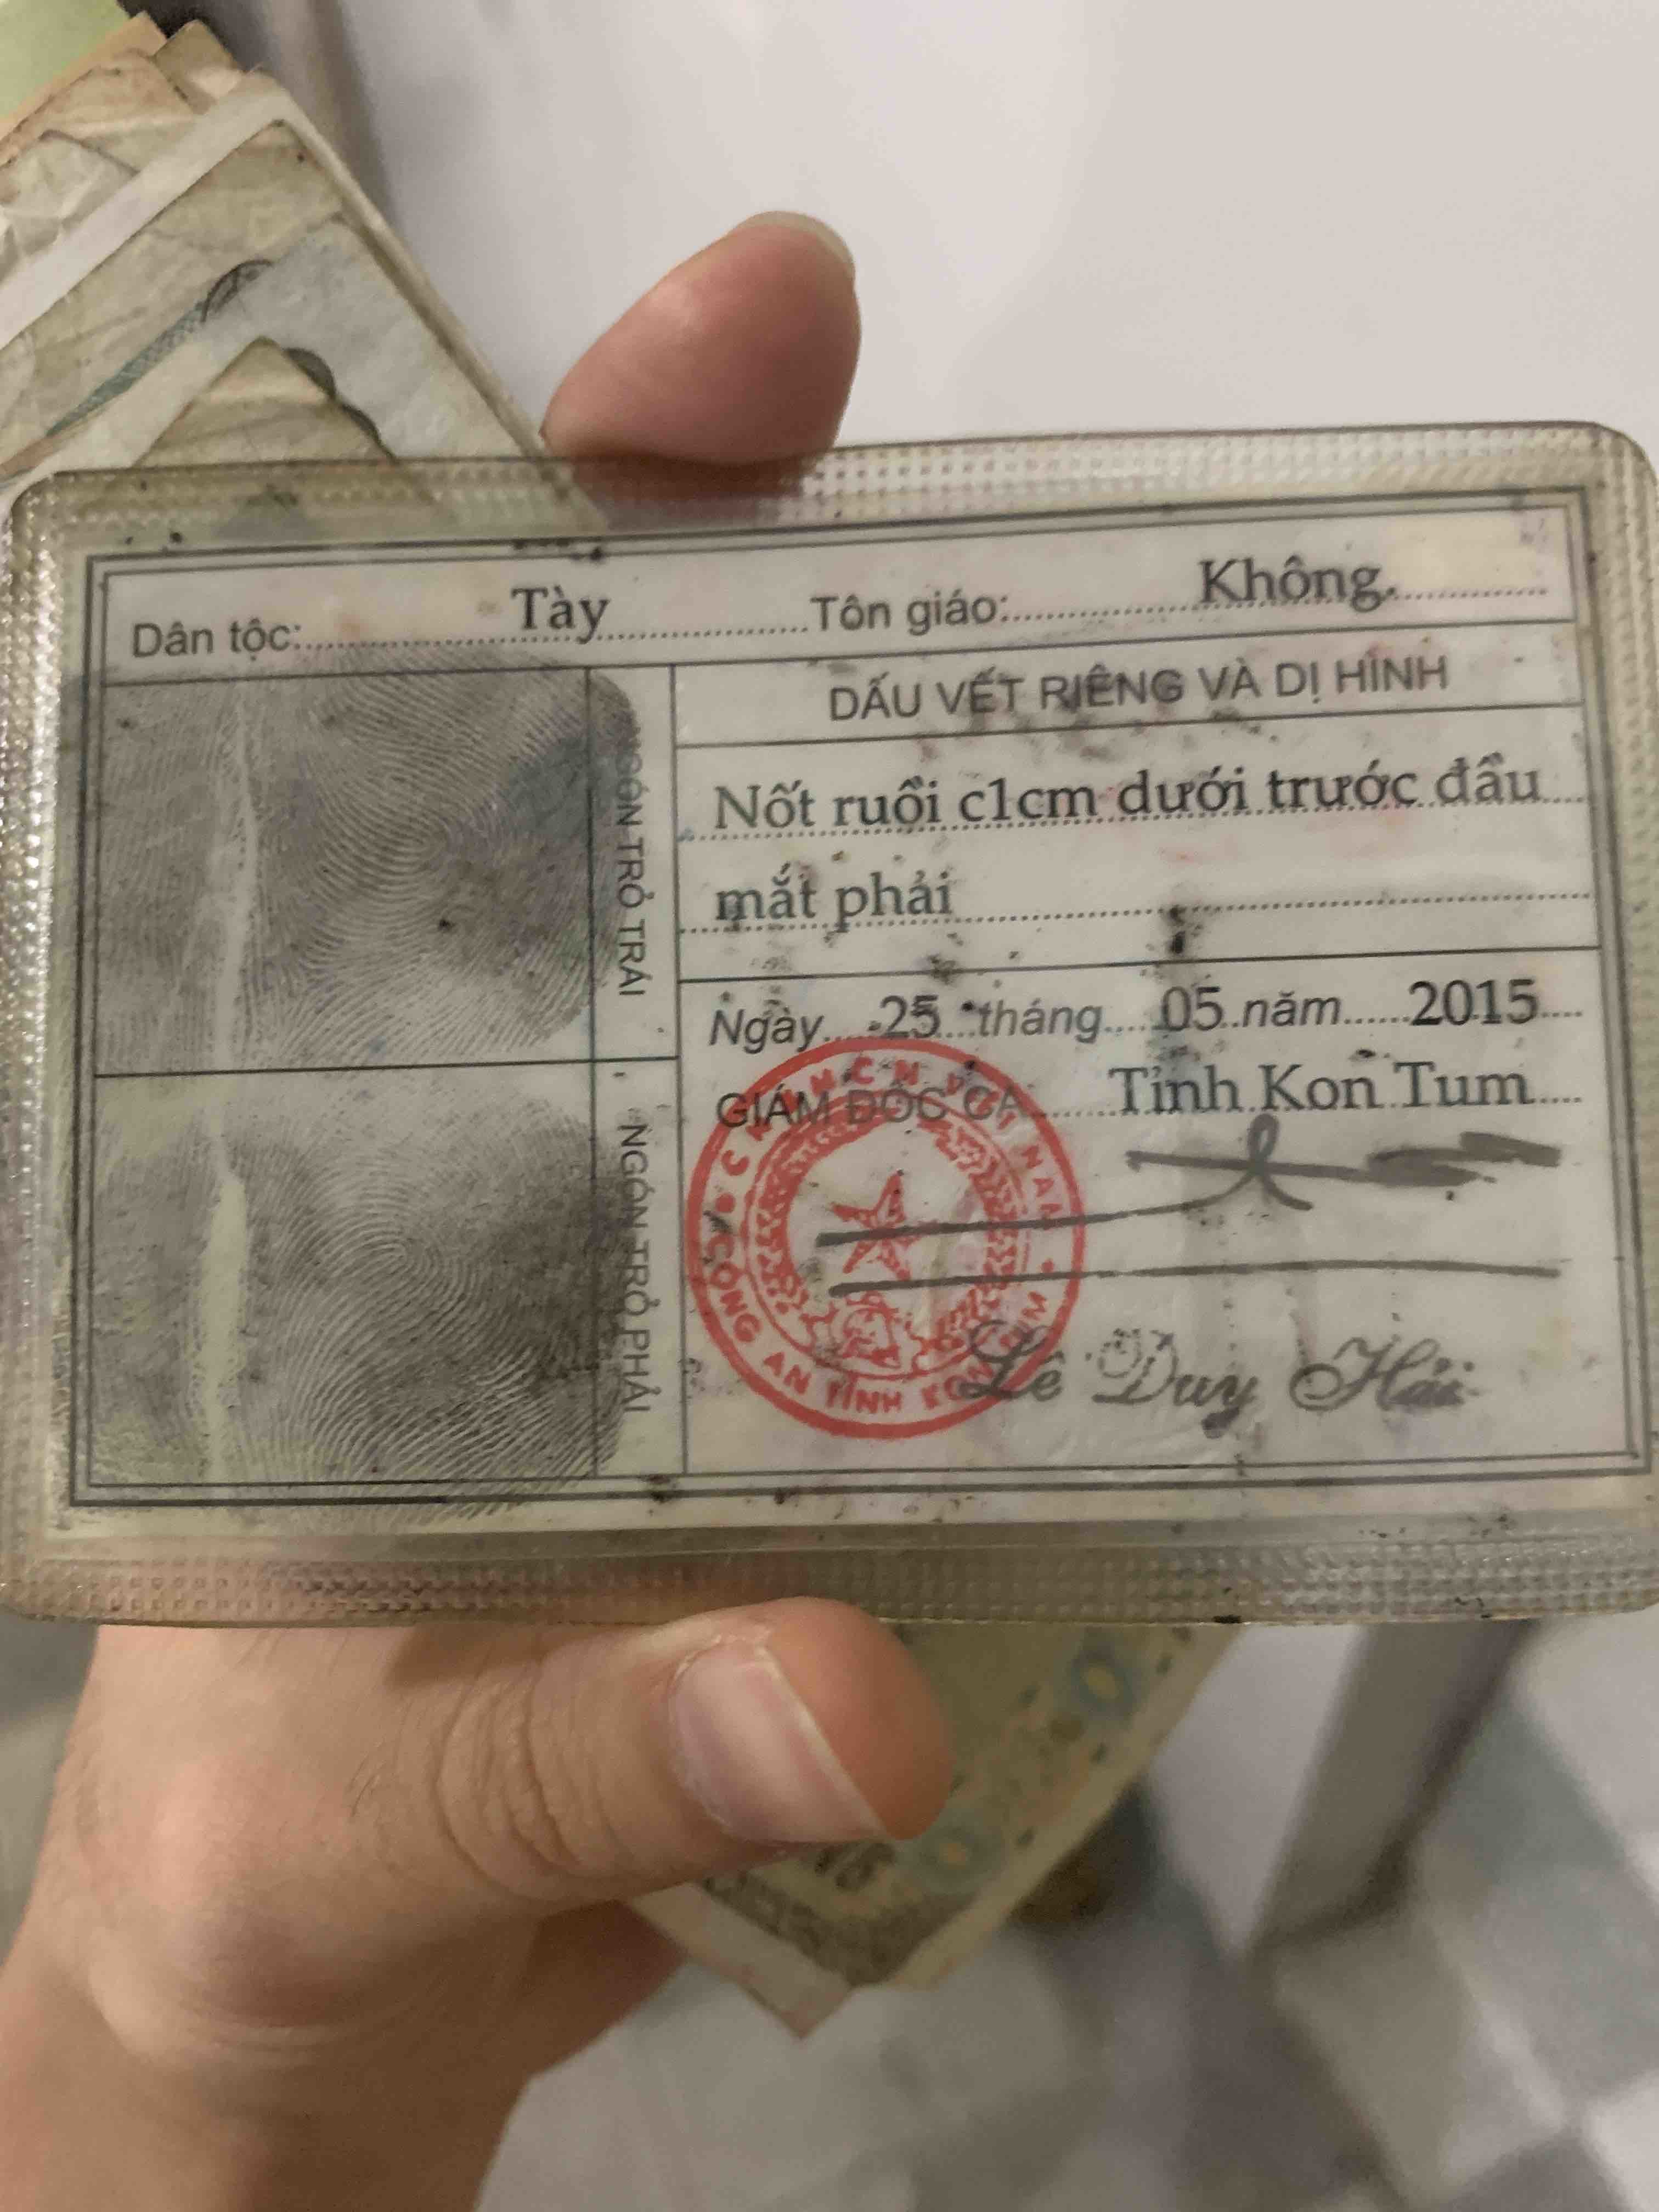 Dân tộc: Tày Tôn giáo: Không
DẤU VẾT RIÊNG VÀ DỊ HÌNH
NGÓN TRỎ TRÁI
Nốt ruồi c1cm dưới trước đầu
mắt phải
Ngày 25 tháng 05 năm 2015
GIÁM ĐỐC CA Tỉnh Kon Tum
NGÓN TRỎ PHẢI
CÔNG AN TỈNH KON TUM
Lê Duy Hải